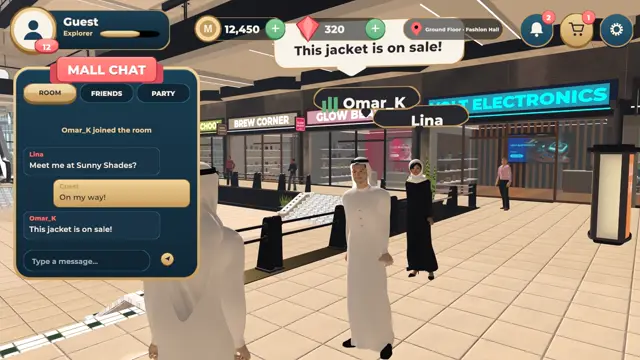 Guest
Explorer
12
M
12,450
320
Ground Floor - Fashion Hall
2
1
This jacket is on sale!
MALL CHAT
ROOM
FRIENDS
PARTY
Omar_K joined the room
Lina
Meet me at Sunny Shades?
Guest
On my way!
Omar_K
This jacket is on sale!
Type a message...
Omar_K
Lina
BREW CORNER
GLOW
ELECTRONICS